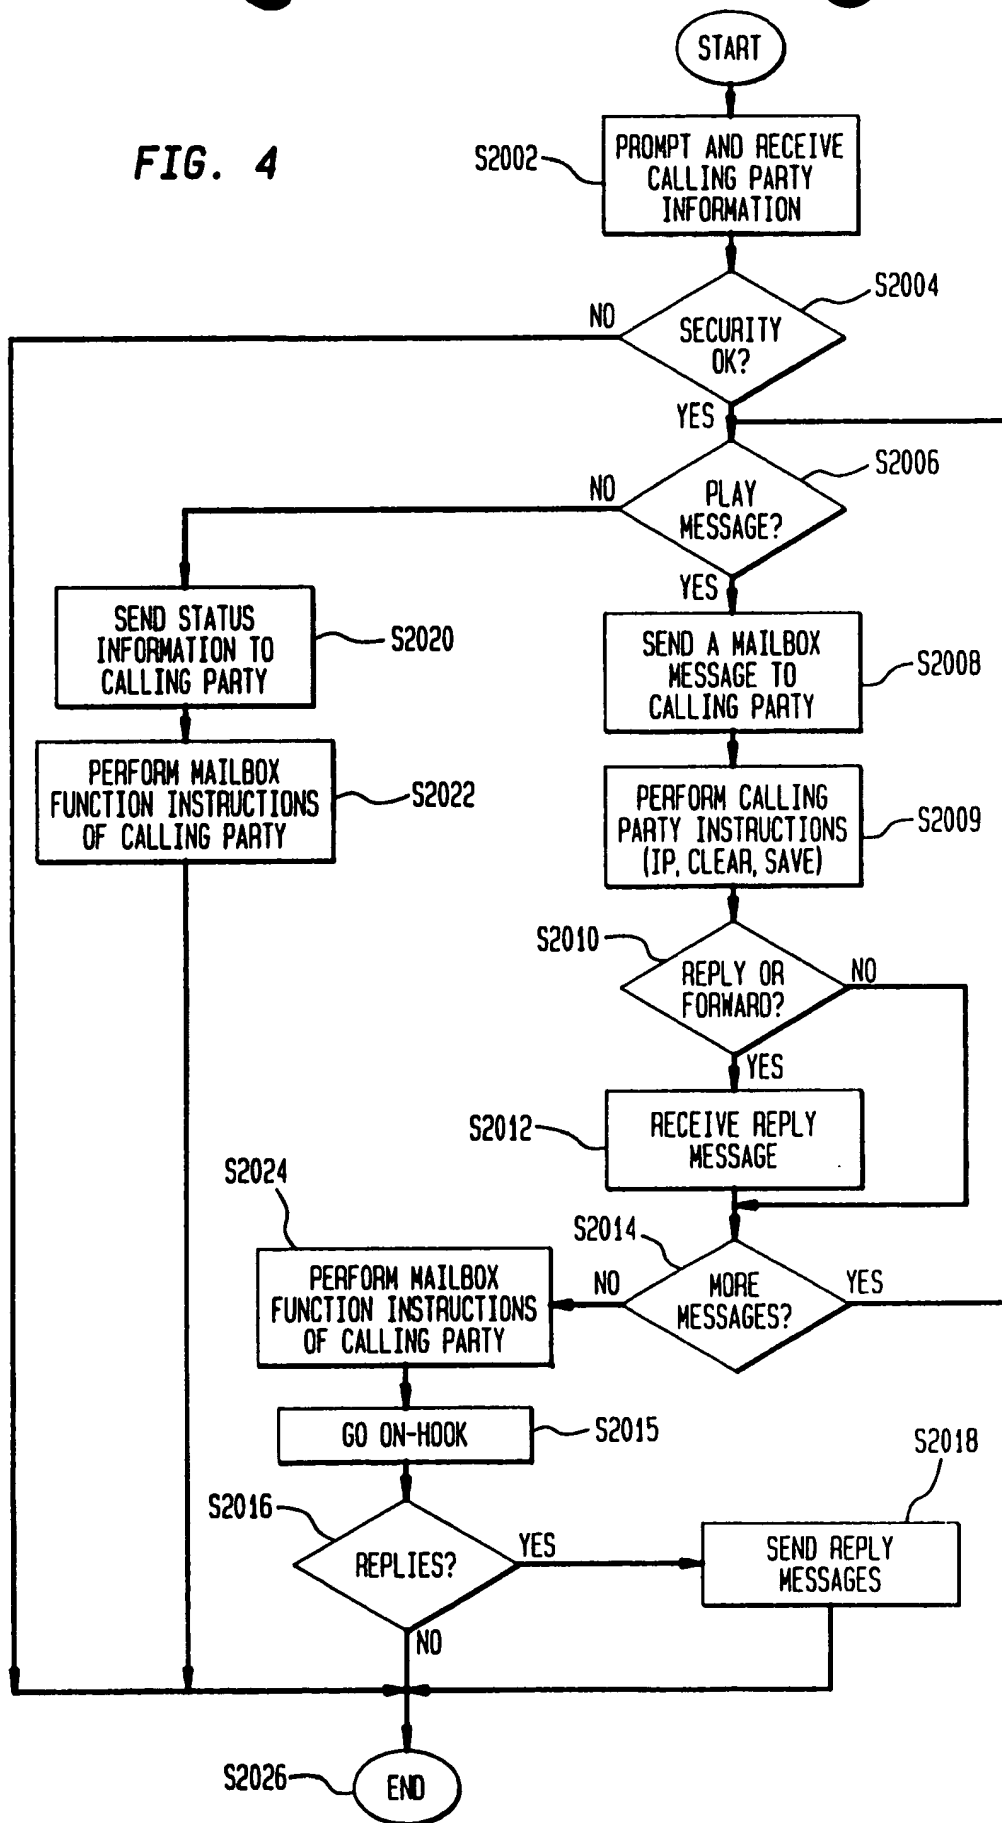 START
FIG. 4
S2002
PROMPT AND RECEIVE
CALLING PARTY
INFORMATION
S2004
NO
SECURITY
OK?
YES
S2006
NO
PLAY
MESSAGE?
YES
SEND STATUS
INFORMATION TO
CALLING PARTY
S2020
SEND A MAILBOX
MESSAGE TO
CALLING PARTY
S2008
PERFORM MAILBOX
FUNCTION INSTRUCTIONS
OF CALLING PARTY
S2022
PERFORM CALLING
PARTY INSTRUCTIONS
(IP, CLEAR, SAVE)
S2009
S2010
REPLY OR
FORWARD?
NO
YES
S2012
RECEIVE REPLY
MESSAGE
S2024
S2014
PERFORM MAILBOX
FUNCTION INSTRUCTIONS
OF CALLING PARTY
NO
MORE
MESSAGES?
YES
GO ON-HOOK
S2015
S2018
S2016
REPLIES?
YES
SEND REPLY
MESSAGES
NO
S2026
END